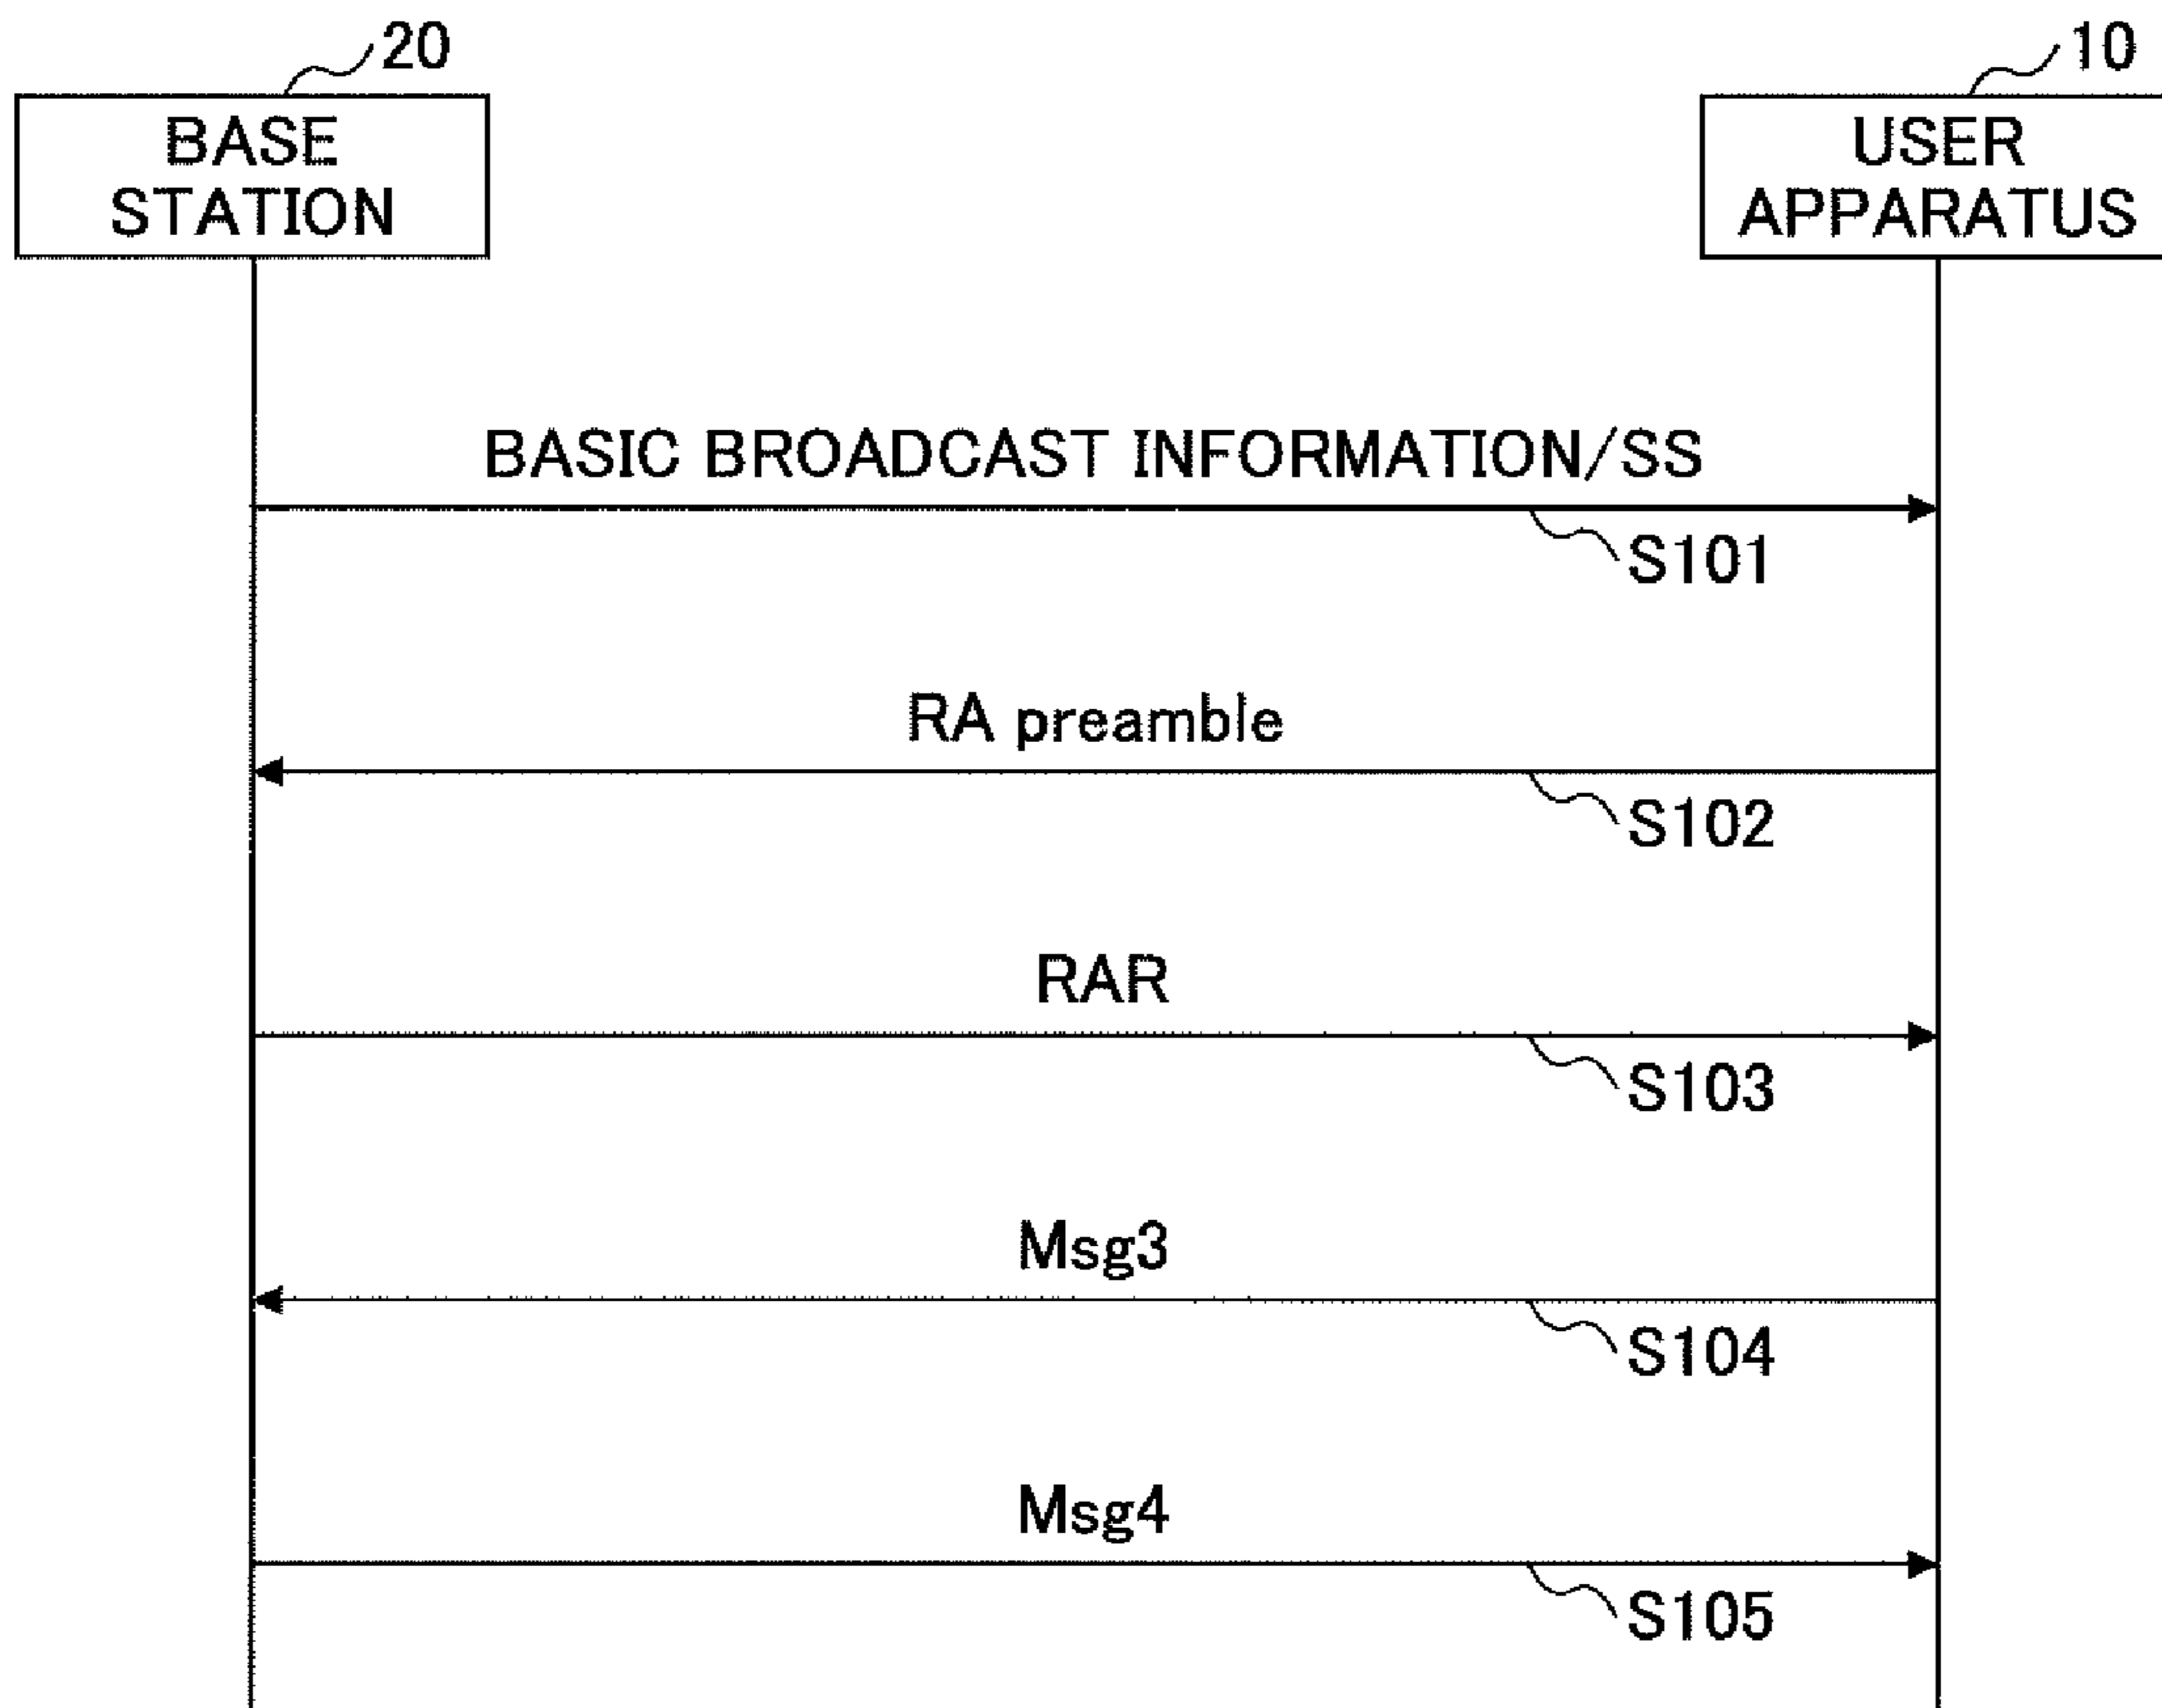 20
10
BASE
STATION
USER
APPARATUS
BASIC BROADCAST INFORMATION/SS
S101
RA preamble
S102
RAR
S103
Msg3
S104
Msg4
S105